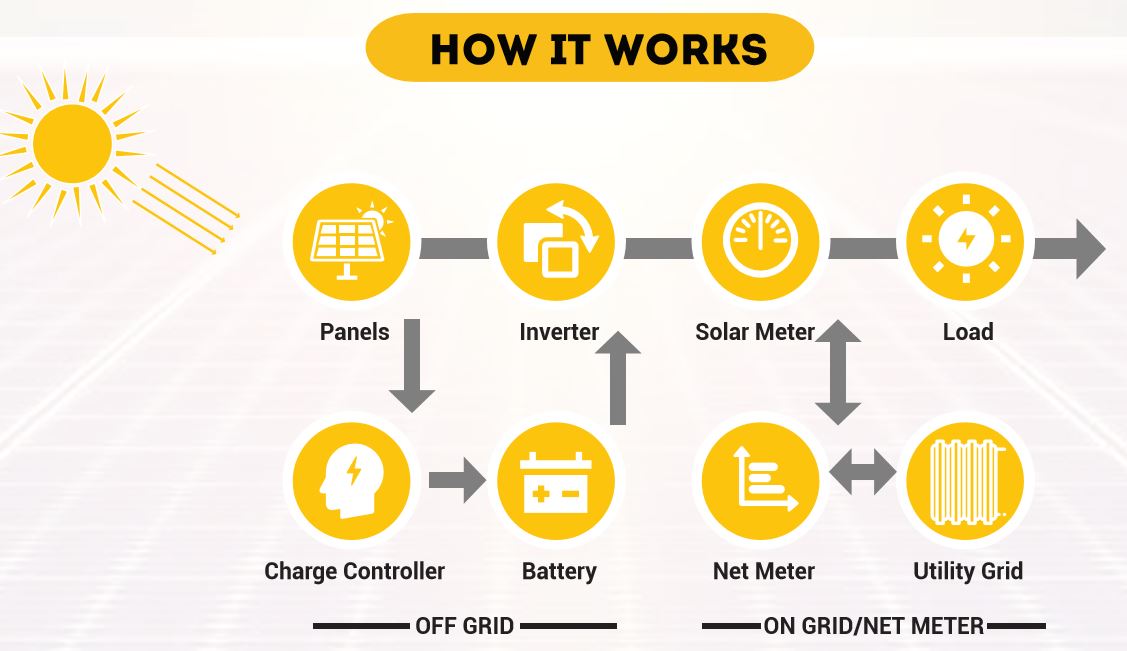 HOW IT WORKS
Panels
Inverter
Solar Meter
Load
Charge Controller
Battery
Net Meter
Utility Grid
OFF GRID
ON GRID/NET METER